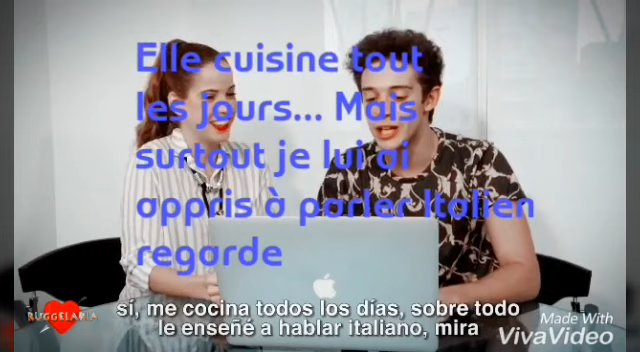 Elle cuisine tout
les jours... Mais
surtout je lui ai
appris à parler Italien
regarde
RUGGELARIA
sí, me cocina todos los días, sobre todo
le enseñé a hablar italiano, mira
Made With
VivaVideo